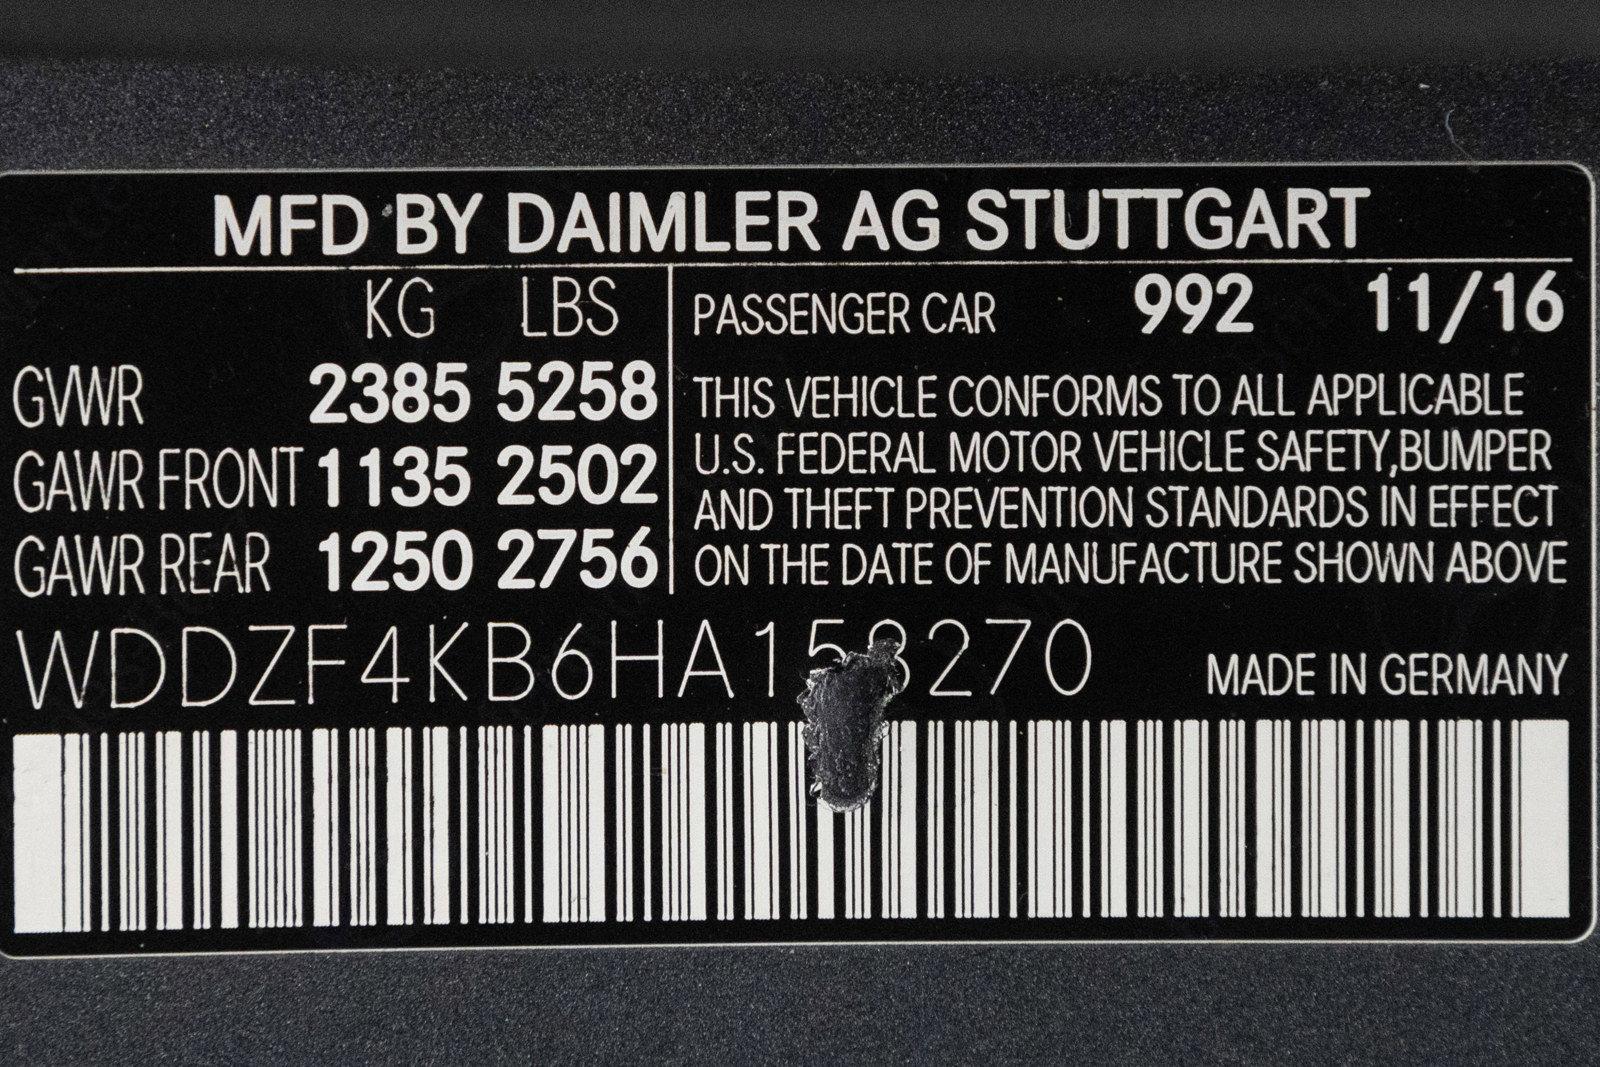 MFD BY DAIMLER AG STUTTGART
KG LBS
GVWR 2385 5258
GAWR FRONT 1135 2502
GAWR REAR 1250 2756
PASSENGER CAR 992 11/16
THIS VEHICLE CONFORMS TO ALL APPLICABLE
U.S. FEDERAL MOTOR VEHICLE SAFETY,BUMPER
AND THEFT PREVENTION STANDARDS IN EFFECT
ON THE DATE OF MANUFACTURE SHOWN ABOVE
WDDZF4KB6HA158270
MADE IN GERMANY